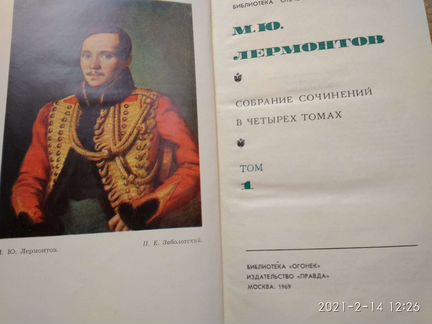 М. Ю. Лермонтов.
П. Е. Заболотский.
БИБЛИОТЕКА
М.Ю.
ЛЕРМОНТОВ
СОБРАНИЕ СОЧИНЕНИЙ
В ЧЕТЫРЕХ ТОМАХ
ТОМ
1
БИБЛИОТЕКА «ОГОНЕК»
ИЗДАТЕЛЬСТВО «ПРАВДА»
МОСКВА. 1969
2021-2-14 12:26